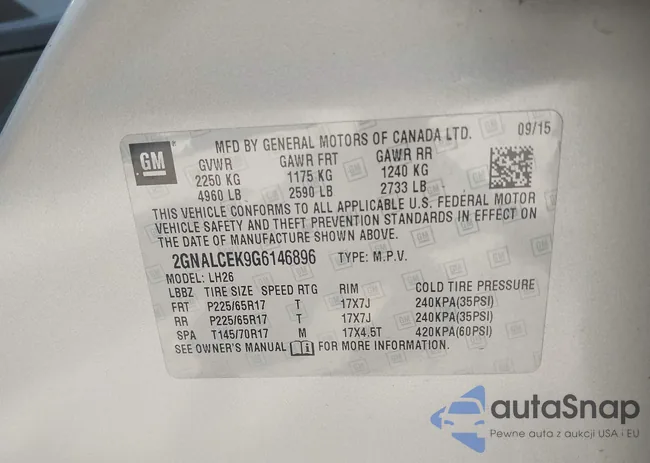 MFD BY GENERAL MOTORS OF CANADA LTD. 09/15
GM
GVWR GAWR FRT GAWR RR
2250 KG 1175 KG 1240 KG
4960 LB 2590 LB 2733 LB
THIS VEHICLE CONFORMS TO ALL APPLICABLE U.S. FEDERAL MOTOR
VEHICLE SAFETY AND THEFT PREVENTION STANDARDS IN EFFECT ON
THE DATE OF MANUFACTURE SHOWN ABOVE.
2GNALCEK9G6146896 TYPE: M.P.V.
MODEL: LH26
LBBZ TIRE SIZE SPEED RTG RIM COLD TIRE PRESSURE
FRT P225/65R17 T 17X7J 240KPA(35PSI)
RR P225/65R17 T 17X7J 240KPA(35PSI)
SPA T145/70R17 M 17X4.5T 420KPA(60PSI)
SEE OWNER'S MANUAL FOR MORE INFORMATION.
autaSnap
Pewne auta z aukcji USA i EU